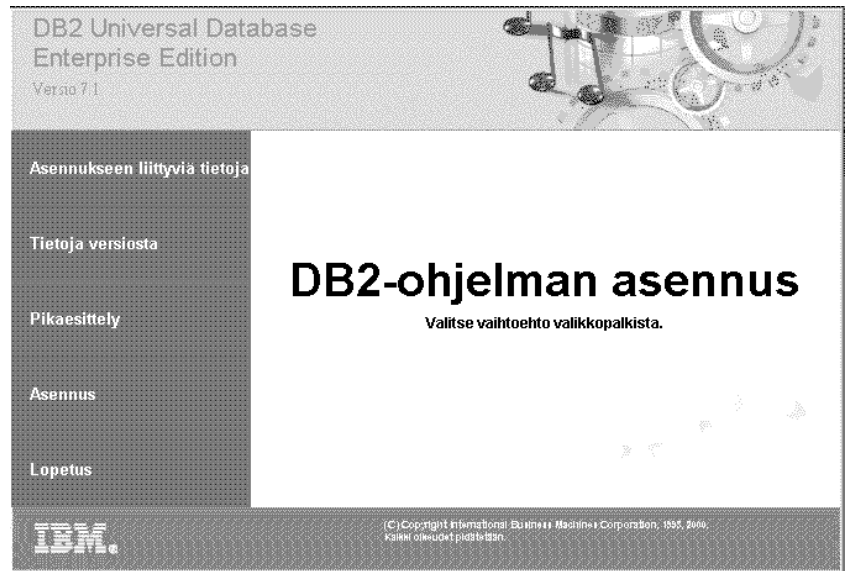 DB2 Universal Database
Enterprise Edition
Versio 7.1
Asennukseen liittyviä tietoja
Tietoja versiosta
Pikaesittely
Asennus
Lopetus
DB2-ohjelman asennus
Valitse vaihtoehto valikkopalkista.
IBM.
(C) Copyright International Business Machines Corporation, 1993, 2000.
Kaikki oikeudet pidätetään.